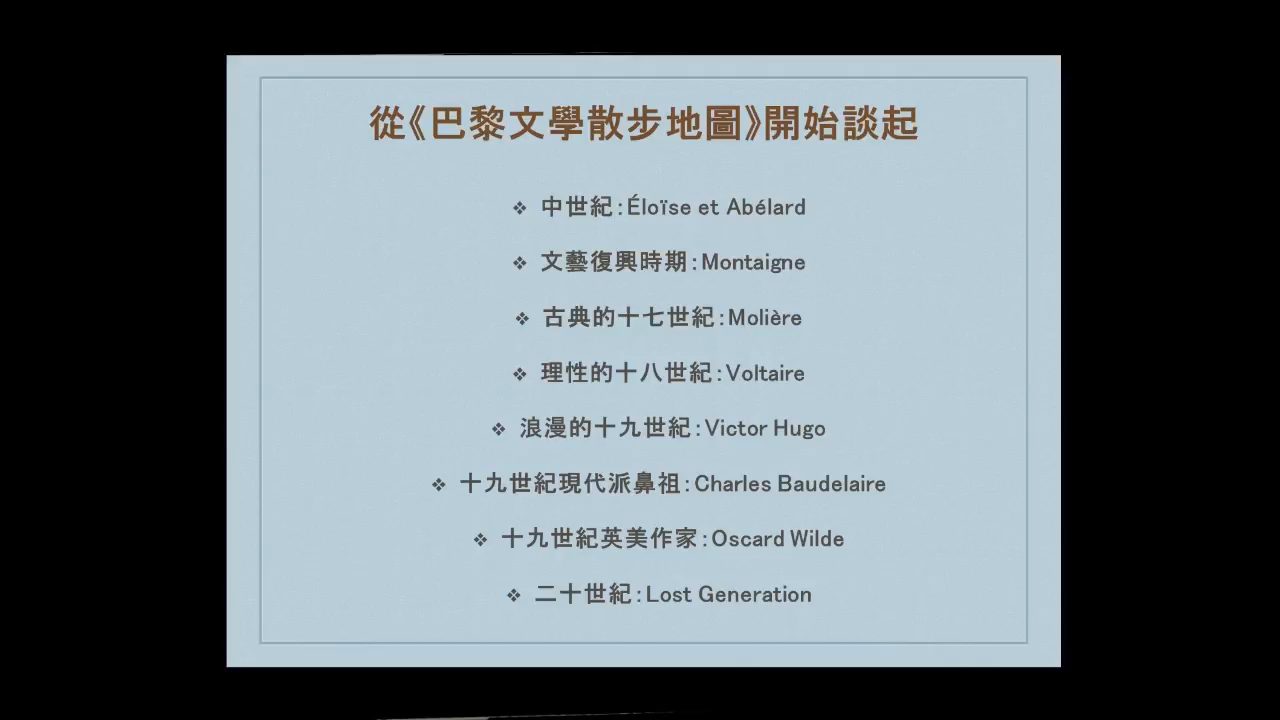 從《巴黎文學散步地圖》開始談起
❖ 中世紀：Éloïse et Abélard
❖ 文藝復興時期：Montaigne
❖ 古典的十七世紀：Molière
❖ 理性的十八世紀：Voltaire
❖ 浪漫的十九世紀：Victor Hugo
❖ 十九世紀現代派鼻祖：Charles Baudelaire
❖ 十九世紀英美作家：Oscard Wilde
❖ 二十世紀：Lost Generation